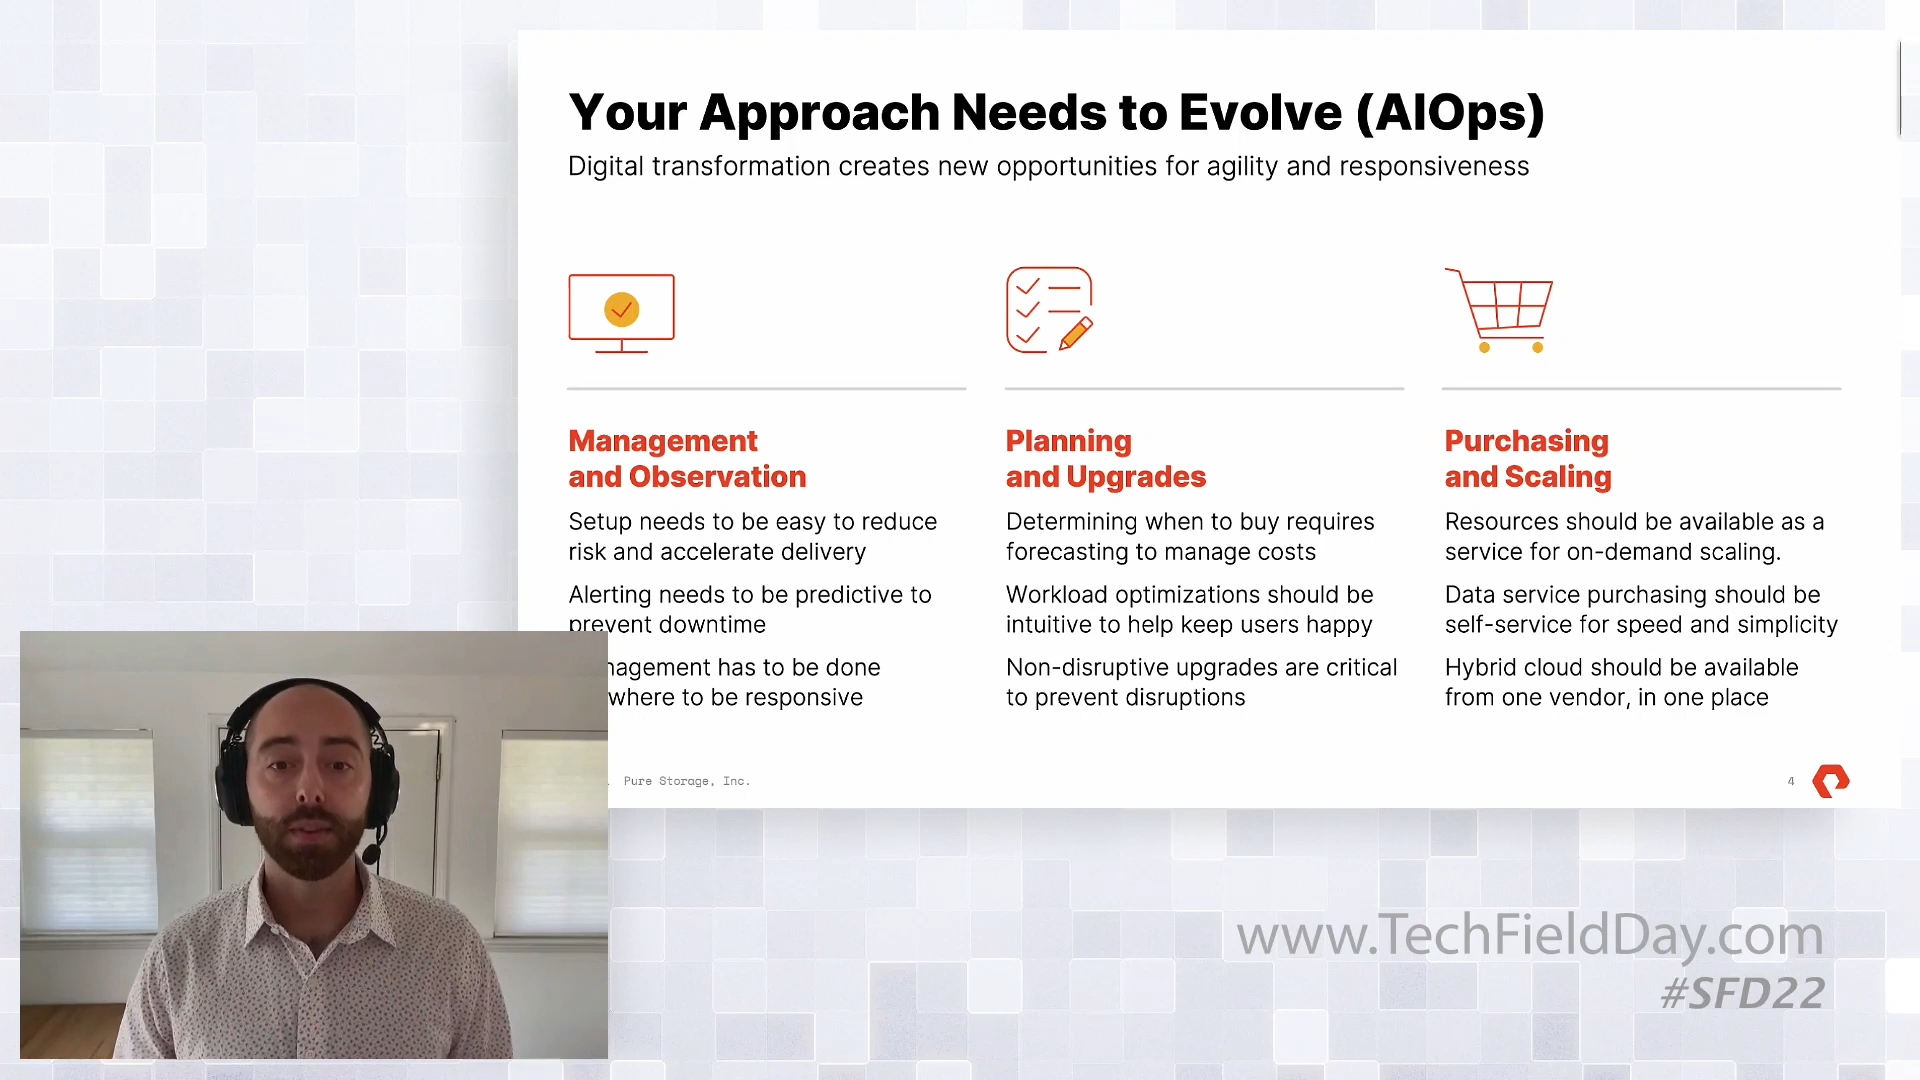 Your Approach Needs to Evolve (AIOps)
Digital transformation creates new opportunities for agility and responsiveness
Management
and Observation
Setup needs to be easy to reduce
risk and accelerate delivery
Alerting needs to be predictive to
prevent downtime
nagement has to be done
where to be responsive
Planning
and Upgrades
Determining when to buy requires
forecasting to manage costs
Workload optimizations should be
intuitive to help keep users happy
Non-disruptive upgrades are critical
to prevent disruptions
Purchasing
and Scaling
Resources should be available as a
service for on-demand scaling.
Data service purchasing should be
self-service for speed and simplicity
Hybrid cloud should be available
from one vendor, in one place
Pure Storage, Inc.
4
www.TechFieldDay.com
#SFD22